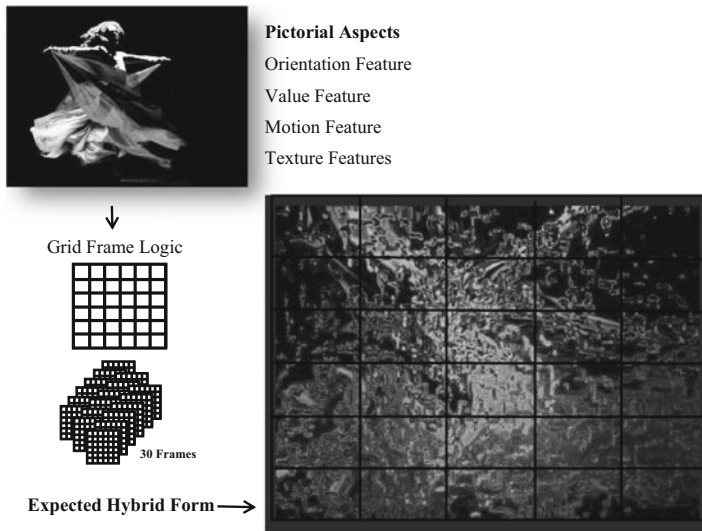 Pictorial Aspects
Orientation Feature
Value Feature
Motion Feature
Texture Features
Grid Frame Logic
30 Frames
Expected Hybrid Form